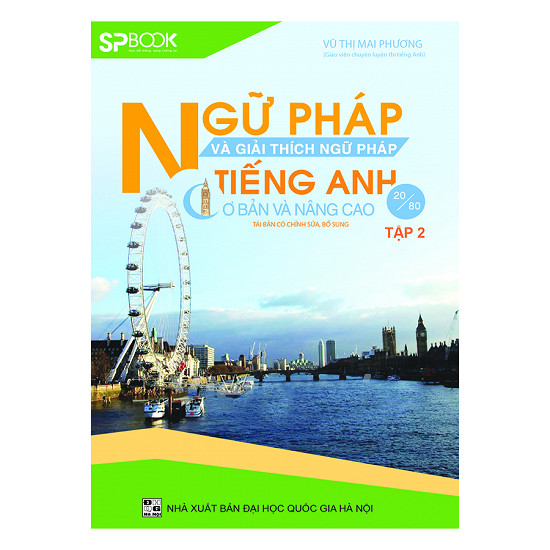 SPBOOK
VŨ THỊ MAI PHƯƠNG
(Giáo viên chuyên luyện thi tiếng Anh)
NGỮ PHÁP
VÀ GIẢI THÍCH NGỮ PHÁP
TIẾNG ANH
CƠ BẢN VÀ NÂNG CAO
20/80
TÁI BẢN CÓ CHỈNH SỬA, BỔ SUNG
TẬP 2
Hà Nội
NHÀ XUẤT BẢN ĐẠI HỌC QUỐC GIA HÀ NỘI